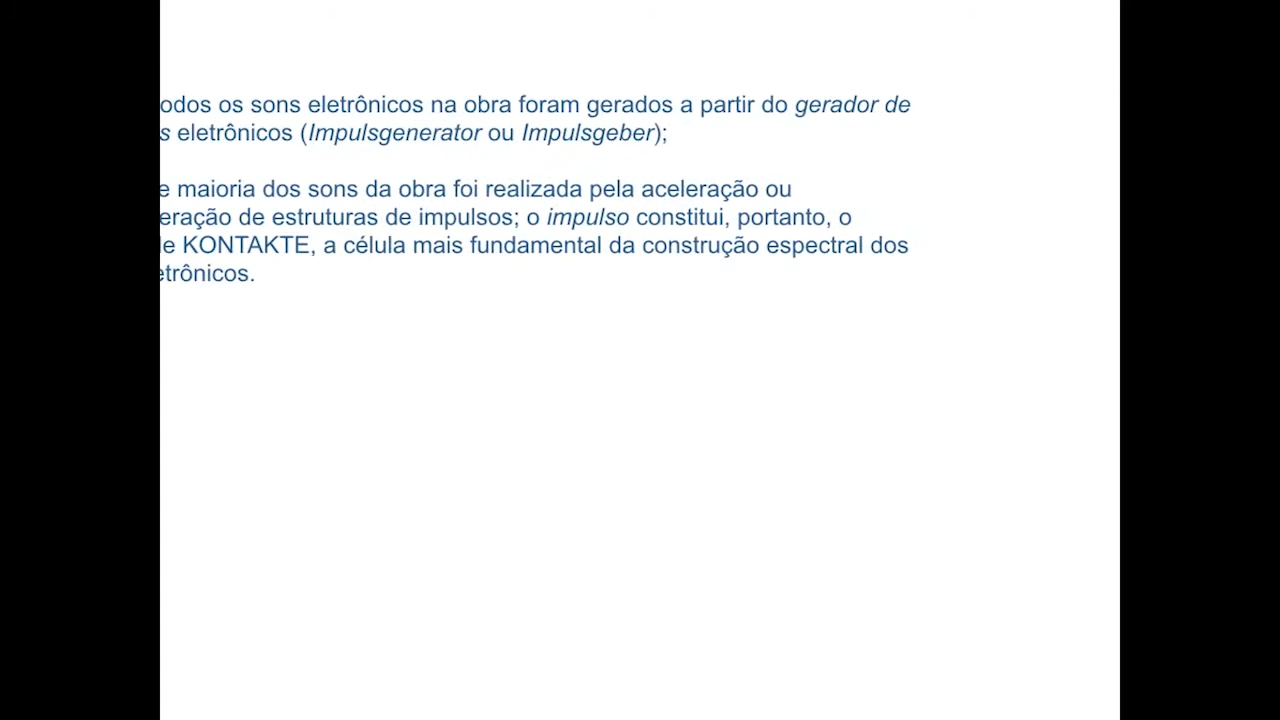 odos os sons eletrônicos na obra foram gerados a partir do gerador de
s eletrônicos (Impulsgenerator ou Impulsgeber);
e maioria dos sons da obra foi realizada pela aceleração ou
eração de estruturas de impulsos; o impulso constitui, portanto, o
le KONTAKTE, a célula mais fundamental da construção espectral dos
etrônicos.